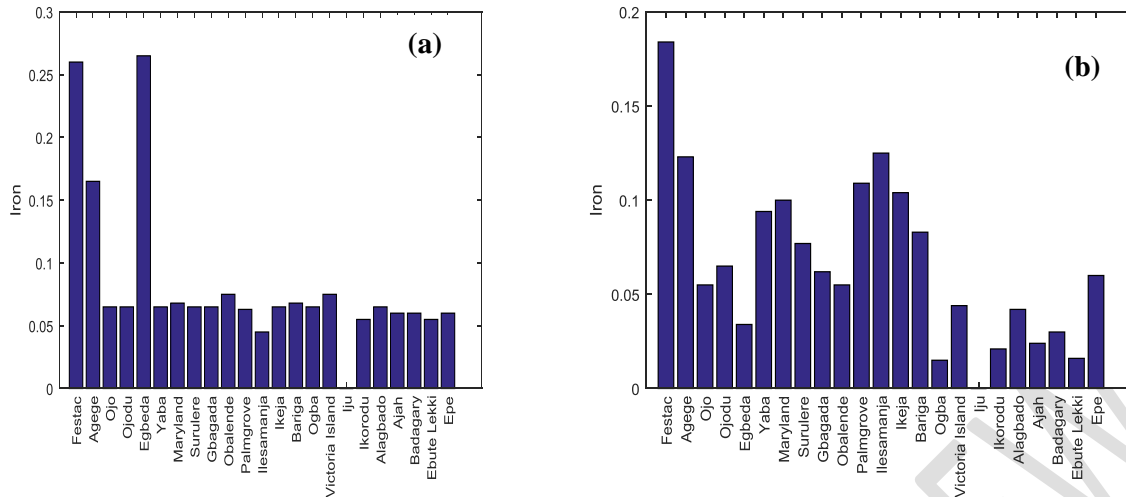 (a)
0.3
0.25
0.2
0.15
0.1
0.05
0
Iron
Festac
Agege
Ojo
Ojodu
Egbeda
Yaba
Maryland
Surulere
Gbagada
Obalende
Palmgrove
Ilesamanja
Ikeja
Bariga
Ogba
Victoria Island
Iju
Ikorodu
Alagbado
Ajah
Badagary
Ebute Lekki
Epe
(b)
0.2
0.15
0.1
0.05
0
Iron
Festac
Agege
Ojo
Ojodu
Egbeda
Yaba
Maryland
Surulere
Gbagada
Obalende
Palmgrove
Ilesamanja
Ikeja
Bariga
Ogba
Victoria Island
Iju
Ikorodu
Alagbado
Ajah
Badagary
Ebute Lekki
Epe